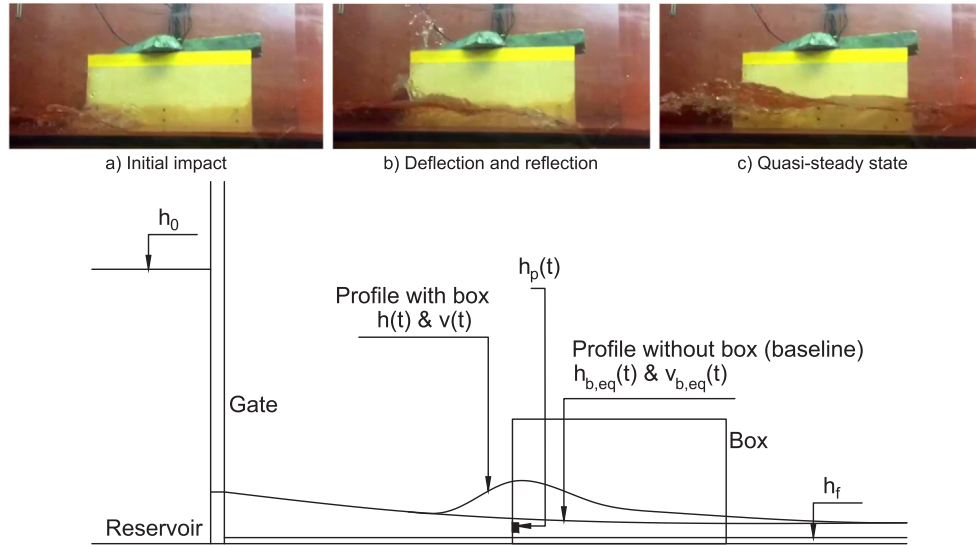 a) Initial impact
b) Deflection and reflection
c) Quasi-steady state
h0
hp(t)
Profile with box
h(t) & v(t)
Profile without box (baseline)
hb,eq(t) & vb,eq(t)
Gate
Box
hf
Reservoir